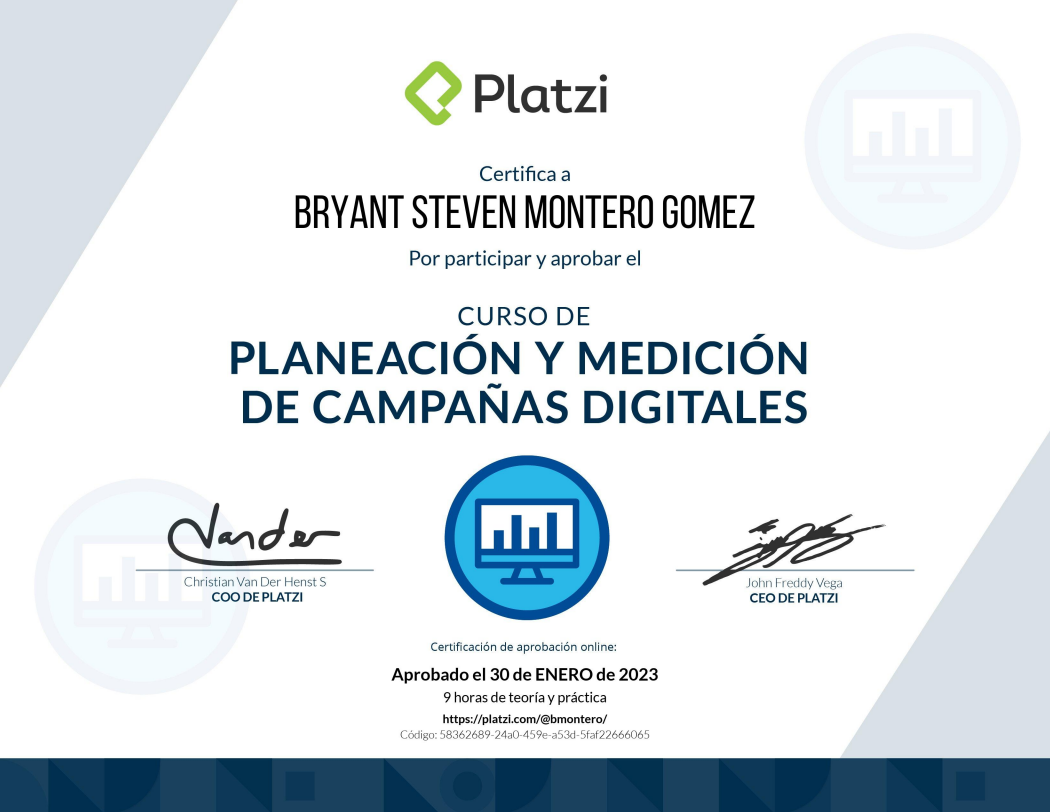 Platzi
Certifica a
BRYANT STEVEN MONTERO GOMEZ
Por participar y aprobar el
CURSO DE
PLANEACIÓN Y MEDICIÓN
DE CAMPAÑAS DIGITALES
Vander
Christian Van Der Henst S
COO DE PLATZI
John Freddy Vega
CEO DE PLATZI
Certificación de aprobación online:
Aprobado el 30 de ENERO de 2023
9 horas de teoría y práctica
https://platzi.com/@bmontero/
Código: 58362689-24a0-459e-a53d-5faf22666065